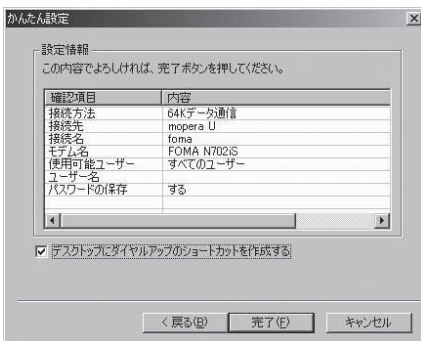 かんたん設定
設定情報
この内容でよろしければ、完了ボタンを押してください。
確認項目 内容
接続方法 64Kデータ通信
接続先 mopera U
接続名 foma
モデム名 FOMA N702iS
使用可能ユーザー すべてのユーザー
ユーザー名
パスワードの保存 する
デスクトップにダイヤルアップのショートカットを作成する
< 戻る(B) 完了(F) キャンセル